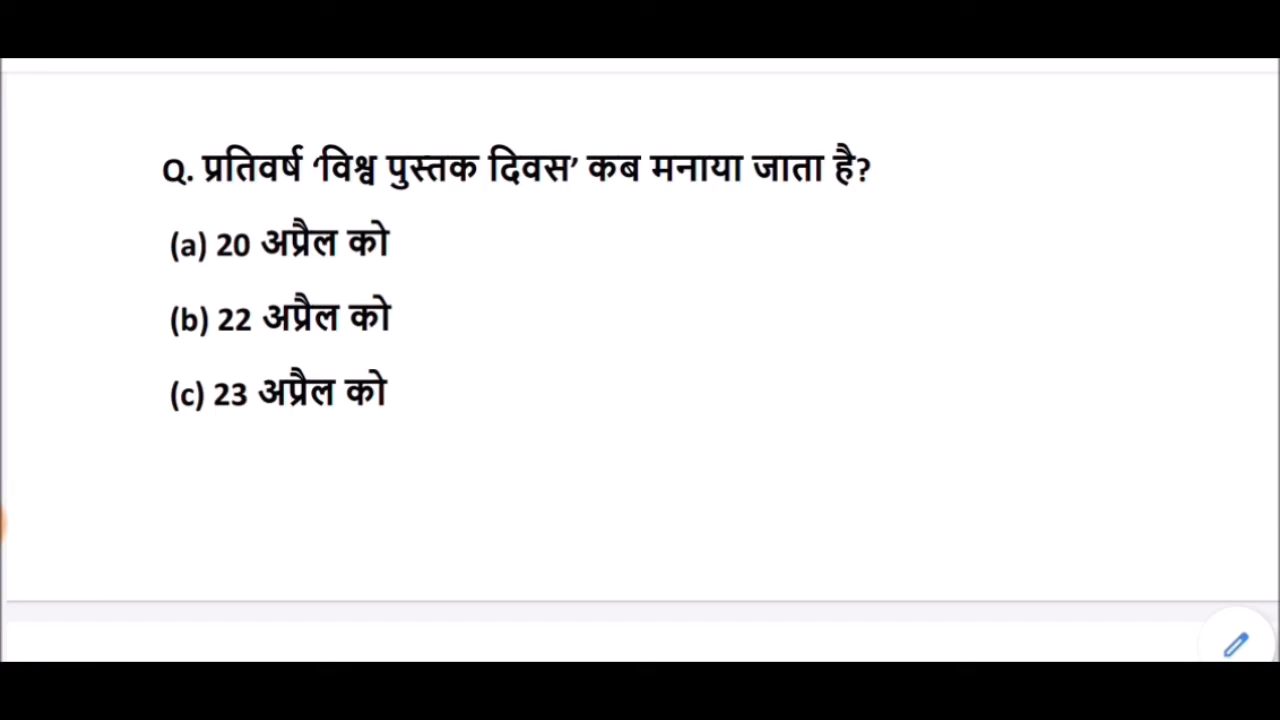 Q. प्रतिवर्ष ‘विश्व पुस्तक दिवस’ कब मनाया जाता है?
(a) 20 अप्रैल को
(b) 22 अप्रैल को
(c) 23 अप्रैल को